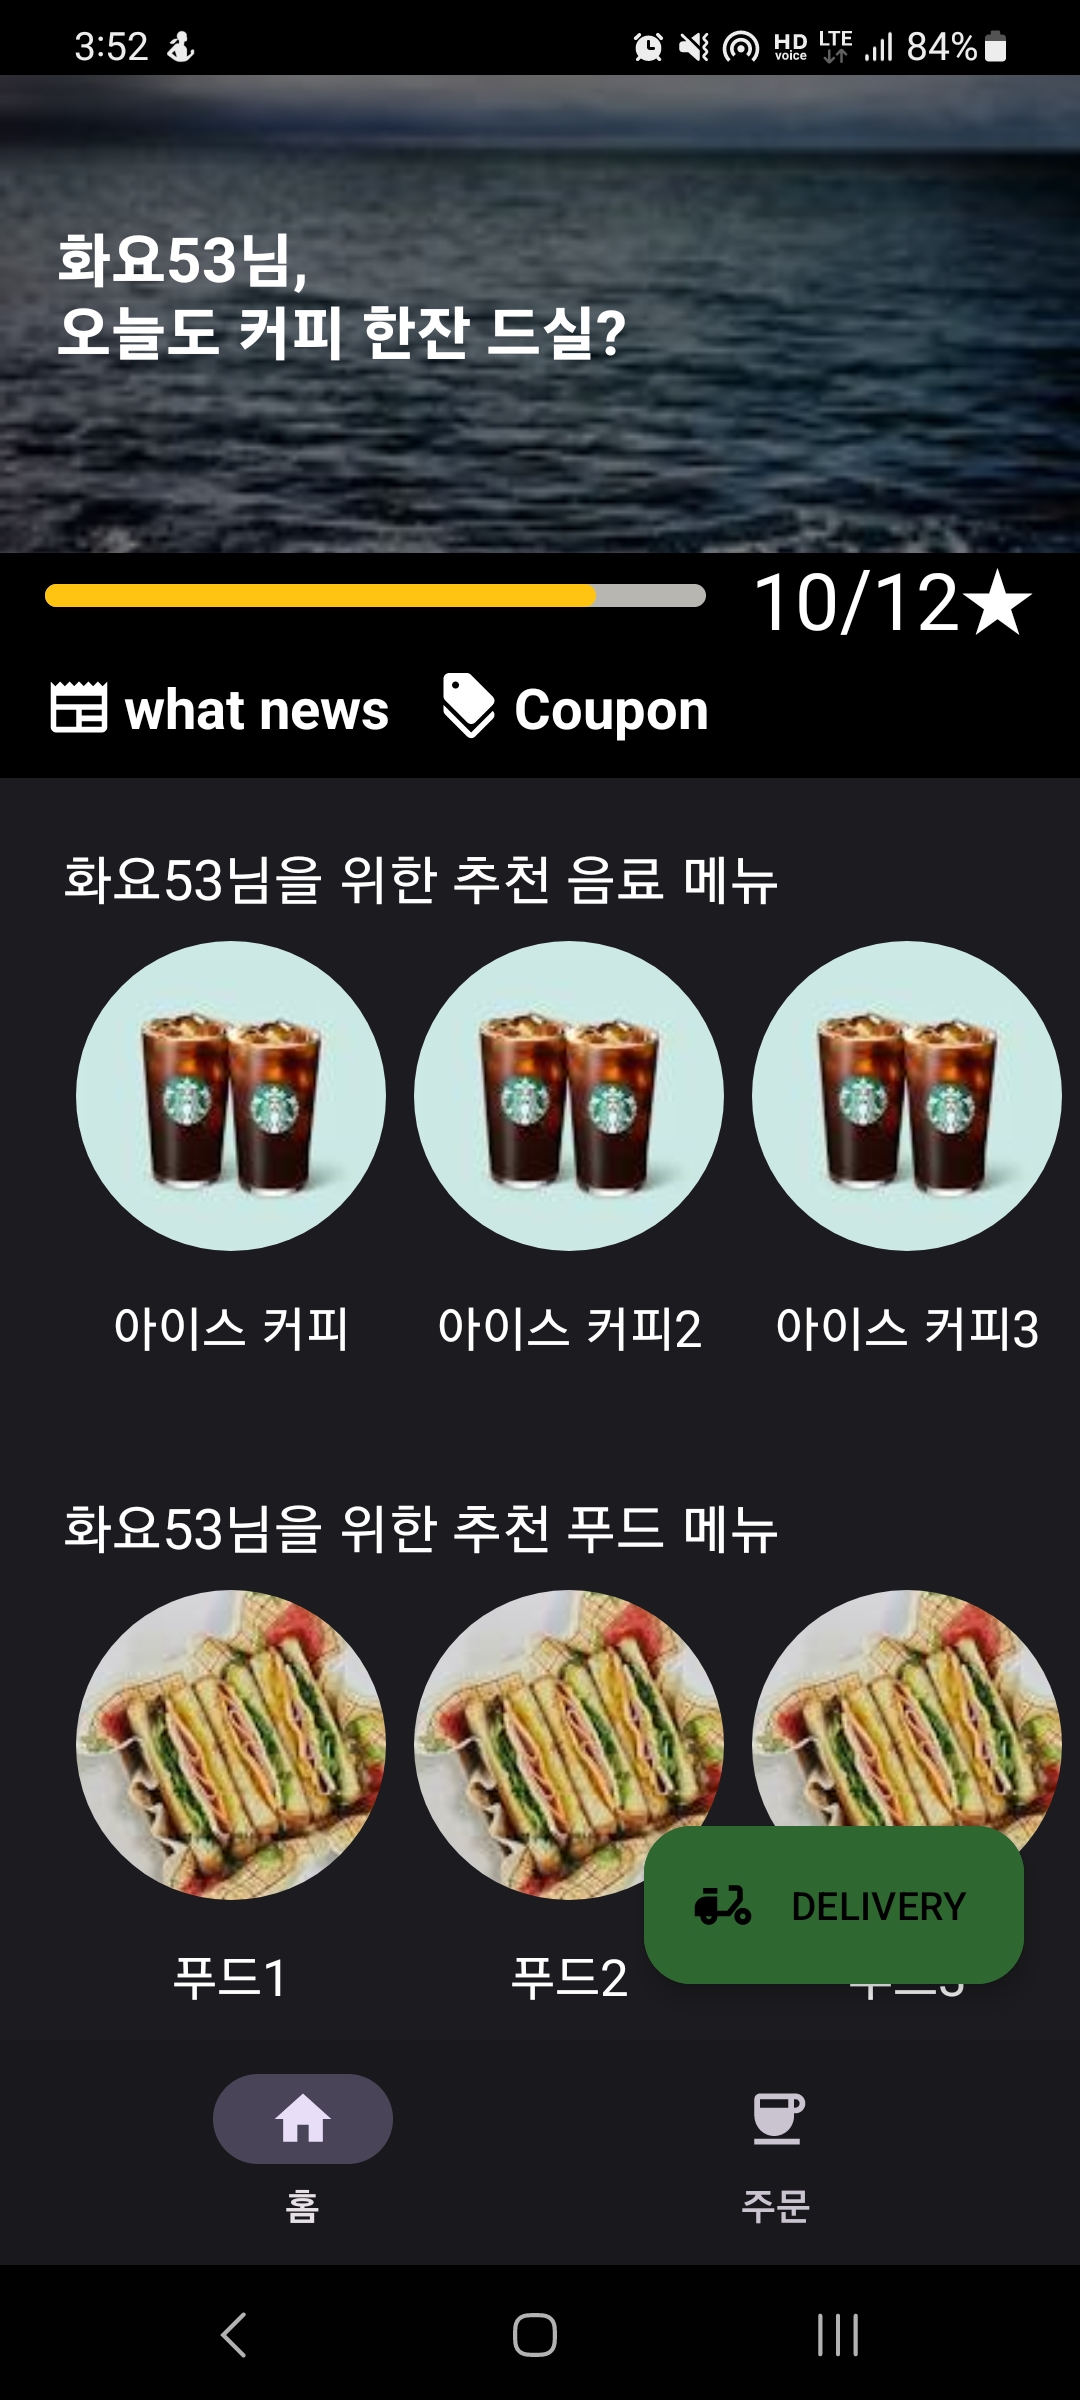 3:52
HD voice LTE 84%
화요53님,
오늘도 커피 한잔 드실?
10/12★
what news Coupon
화요53님을 위한 추천 음료 메뉴
아이스 커피 아이스 커피2 아이스 커피3
화요53님을 위한 추천 푸드 메뉴
DELIVERY
푸드1 푸드2
홈 주문